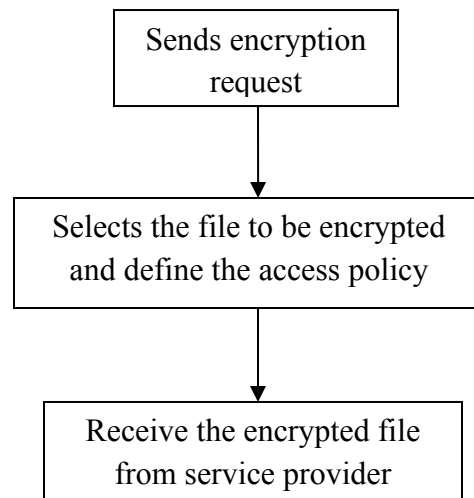 Sends encryption
request
Selects the file to be encrypted
and define the access policy
Receive the encrypted file
from service provider